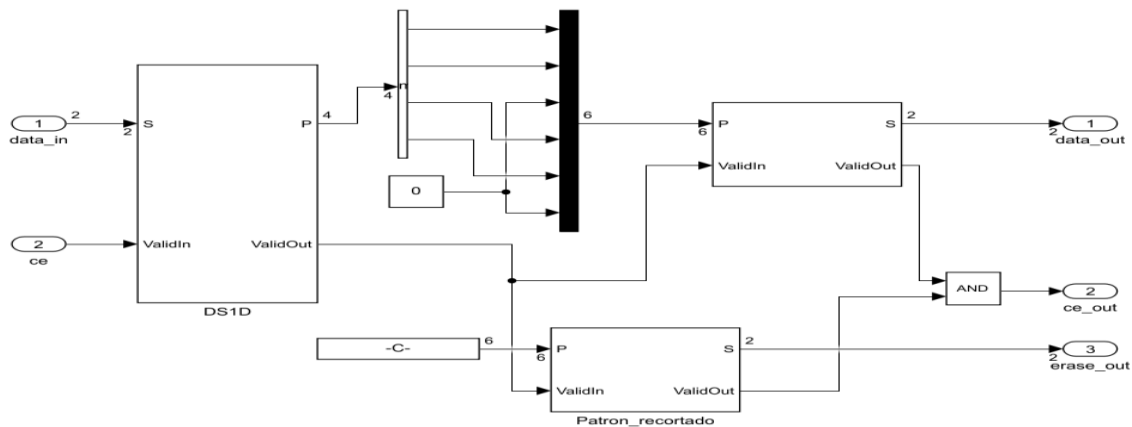 1
data_in
2
2
S
P
4
4
n
2
ce
ValidIn
ValidOut
DS1D
0
6
6
P
S
2
ValidIn
ValidOut
2
1
data_out
AND
2
ce_out
-C-
6
6
P
S
2
ValidIn
ValidOut
Patron_recortado
2
3
erase_out